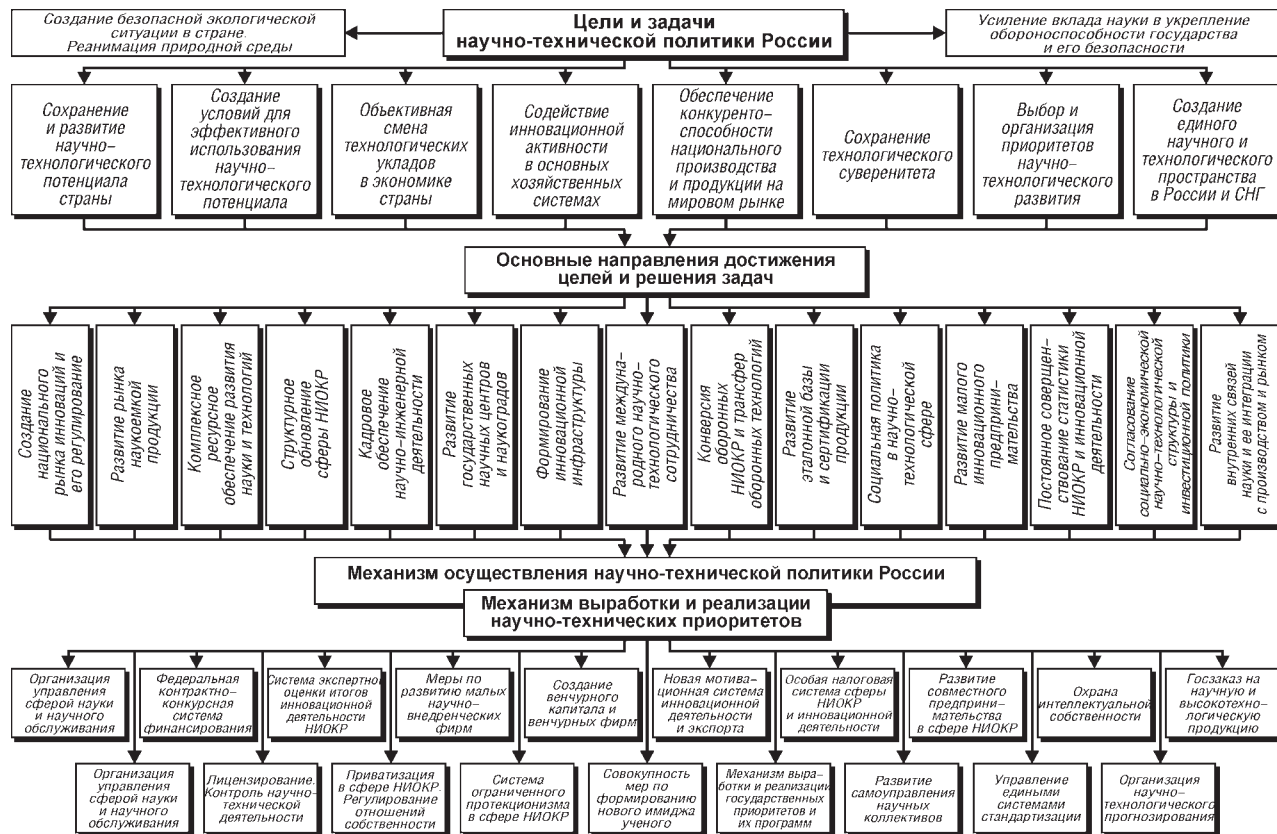 Создание безопасной экологической
ситуации в стране.
Реанимация природной среды
Цели и задачи
научно-технической политики России
Усиление вклада науки в укрепление
обороноспособности государства
и его безопасности
Сохранение
и развитие
научно-
технологического
потенциала
страны
Создание
условий для
эффективного
использования
научно-
технологического
потенциала
Объективная
смена
технологических
укладов
в экономике
страны
Содействие
инновационной
активности
в основных
хозяйственных
системах
Обеспечение
конкуренто-
способности
национального
производства
и продукции на
мировом рынке
Сохранение
технологического
суверенитета
Выбор и
организация
приоритетов
научно-
технологического
развития
Создание
единого
научного и
технологического
пространства
в России и СНГ
Основные направления достижения
целей и решения задач
Создание
национального
рынка инноваций и
его регулирование
Развитие рынка
наукоемкой
продукции
Комплексное
ресурсное
обеспечение развития
науки и технологий
Структурное
обновление
сферы НИОКР
Кадровое
обеспечение
научно-инженерной
деятельности
Развитие
государственных
научных центров
и наукоградов
Формирование
инновационной
инфраструктуры
Развитие междуна-
родного научно-
технологического
сотрудничества
Конверсия
оборонных
НИОКР и трансфер
оборонных технологий
Развитие
эталонной базы
и сертификации
продукции
Социальная политика
в научно-
технологической
сфере
Развитие малого
инновационного
предприни-
мательства
Постоянное соверщен-
ствование статистики
НИОКР и инновационной
деятельности
Согласование
социально-экономической
научно-технологической
структуры и
инвестиционной политики
Развитие
внутренних связей
науки и ее интеграции
с производством и рынком
Механизм осуществления научно-технической политики России
Механизм выработки и реализации
научно-технических приоритетов
Организация
управления
сферой науки
и научного
обслуживания
Федеральная
контрактно-
конкурсная
система
финансирования
Система экспертной
оценки итогов
инновационной
деятельности
НИОКР
Меры по
развитию малых
научно-
внедренческих
фирм
Создание
венчурного
капитала и
венчурных фирм
Новая мотива-
ционная система
инновационной
деятельности
и экспорта
Особая налоговая
система сферы
НИОКР
и инновационной
деятельности
Развитие
совместного
предприни-
мательства
в сфере НИОКР
Охрана
интеллектуальной
собственности
Госзаказ на
научную и
высокотехно-
логическую
продукцию
Организация
управления
сферой науки
и научного
обслуживания
Лицензирование.
Контроль научно-
технической
деятельности
Приватизация
в сфере НИОКР.
Регулирование
отношений
собственности
Система
ограниченного
протекционизма
в сфере НИОКР
Совокупность
мер по
формированию
нового имиджа
ученого
Механизм выра-
ботки и реализации
государственных
приоритетов и
их программ
Развитие
самоуправления
научных
коллективов
Управление
едиными
системами
стандартизации
Организация
научно-
технологического
прогнозирования